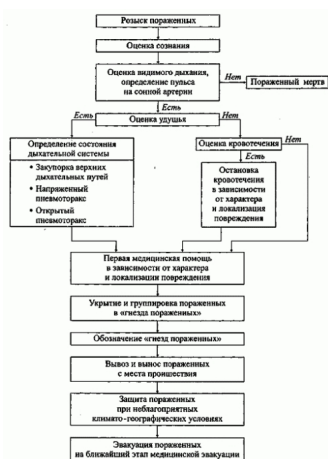 Розыск пораженных
Оценка сознания
Оценка видимого дыхания,
определение пульса
на сонной артерии
Нет
Пораженный мертв
Есть
Оценка удушья
Есть
Нет
Определение состояния
дыхательной системы
• Закупорка верхних
дыхательных путей
• Напряженный
пневмоторакс
• Открытый
пневмоторакс
Оценка кровотечения
Нет
Есть
Остановка
кровотечения
в зависимости
от характера
и локализация
повреждения
Первая медицинская помощь
в зависимости от характера
и локализации повреждения
Укрытие и группировка пораженных
в «гнезда пораженных»
Обозначение «гнезд пораженных»
Вывоз и вынос пораженных
с места происшествия
Защита пораженных
при неблагоприятных
климато-географических условиях
Эвакуация пораженных
на ближайший этап медицинской эвакуации